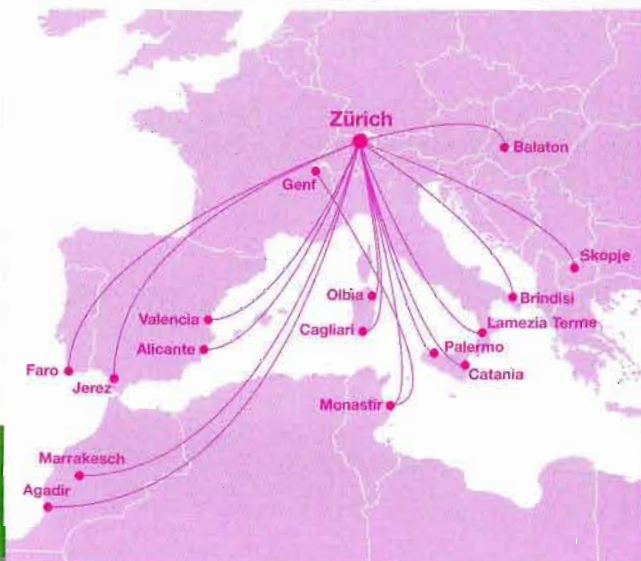 Zürich
Balaton
Genf
Skopje
Olbia
Brindisi
Valencia
Lamezia Terme
Cagliari
Alicante
Palermo
Faro
Catania
Jerez
Monastir
Marrakesch
Agadir